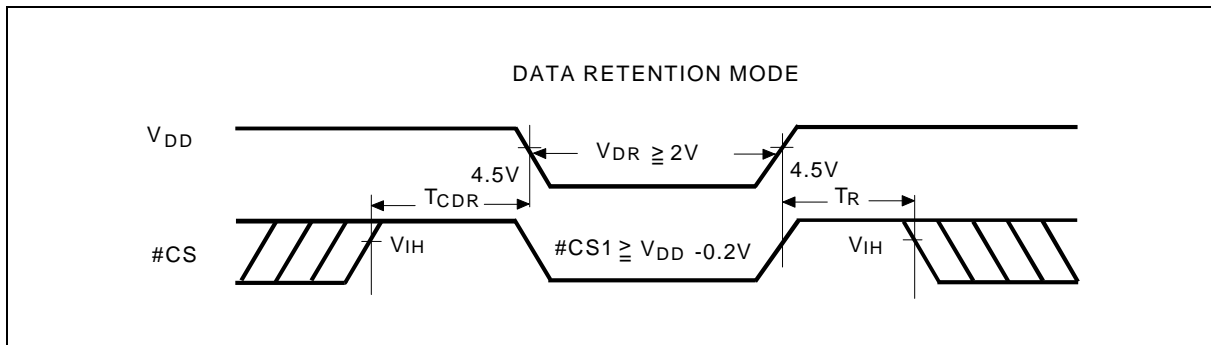 DATA RETENTION MODE
VDD
VDR ≧ 2V
4.5V
4.5V
TCDR
TR
#CS
VIH
#CS1 ≧ VDD -0.2V
VIH